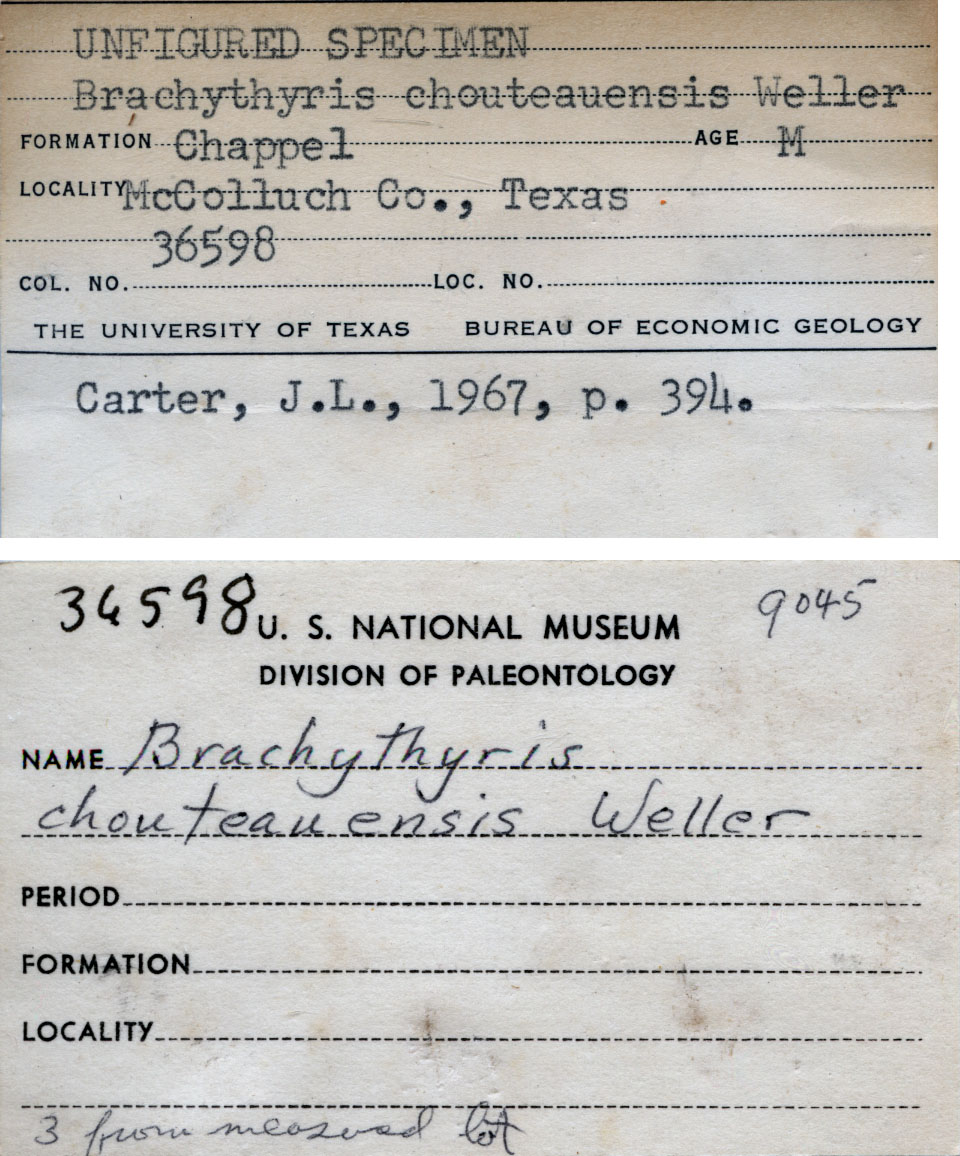 UNFIGURED SPECIMEN
Brachythyris chouteauensis Weller
FORMATION Chappel AGE M
LOCALITY McColluch Co., Texas
36598
COL. NO. LOC. NO.
THE UNIVERSITY OF TEXAS BUREAU OF ECONOMIC GEOLOGY
Carter, J.L., 1967, p. 394.
36598 U. S. NATIONAL MUSEUM 9045
DIVISION OF PALEONTOLOGY
NAME Brachythyris
chouteauensis Weller
PERIOD
FORMATION
LOCALITY
3 from measured lot